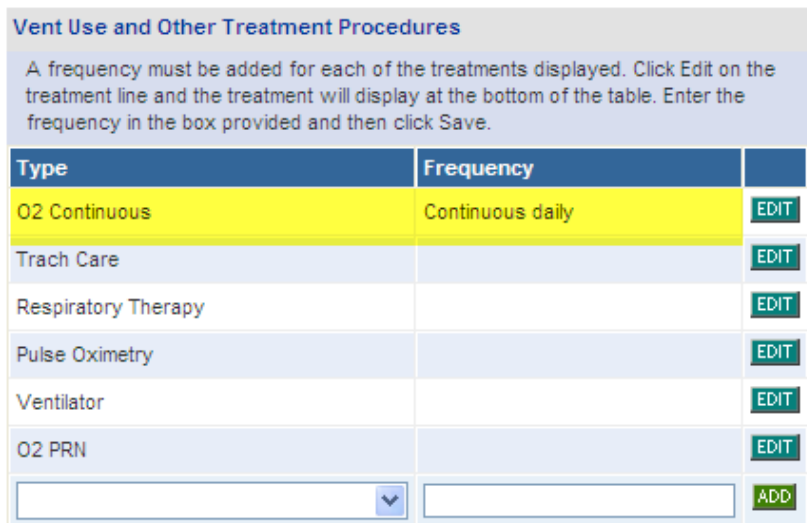 Vent Use and Other Treatment Procedures
A frequency must be added for each of the treatments displayed. Click Edit on the
treatment line and the treatment will display at the bottom of the table. Enter the
frequency in the box provided and then click Save.
Type Frequency
O2 Continuous Continuous daily EDIT
Trach Care EDIT
Respiratory Therapy EDIT
Pulse Oximetry EDIT
Ventilator EDIT
O2 PRN EDIT
ADD